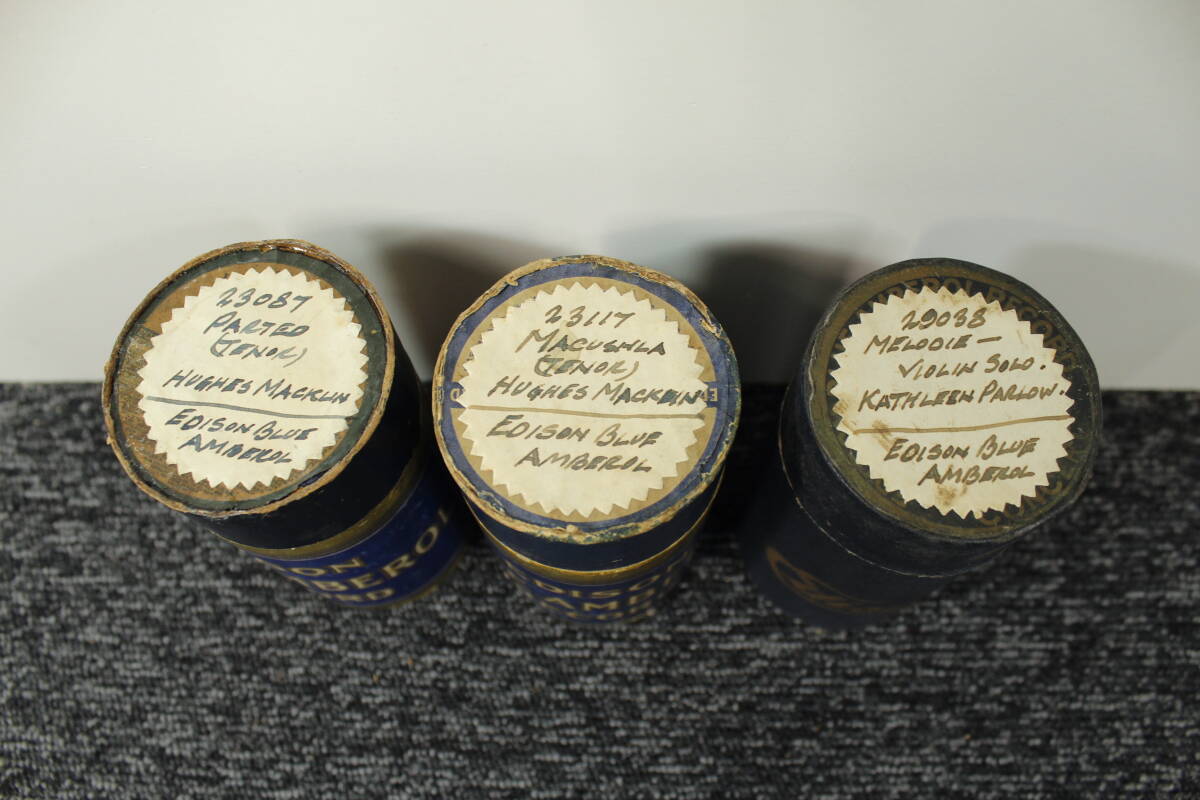 23087
PARTED
(TENOR)
HUGHES MACKLIN
EDISON BLUE
AMBEROL
23117
MACUSHLA
(TENOR)
HUGHES MACKLIN
EDISON BLUE
AMBEROL
29038
MELODIE —
VIOLIN SOLO.
KATHLEEN PARLOW.
EDISON BLUE
AMBEROL